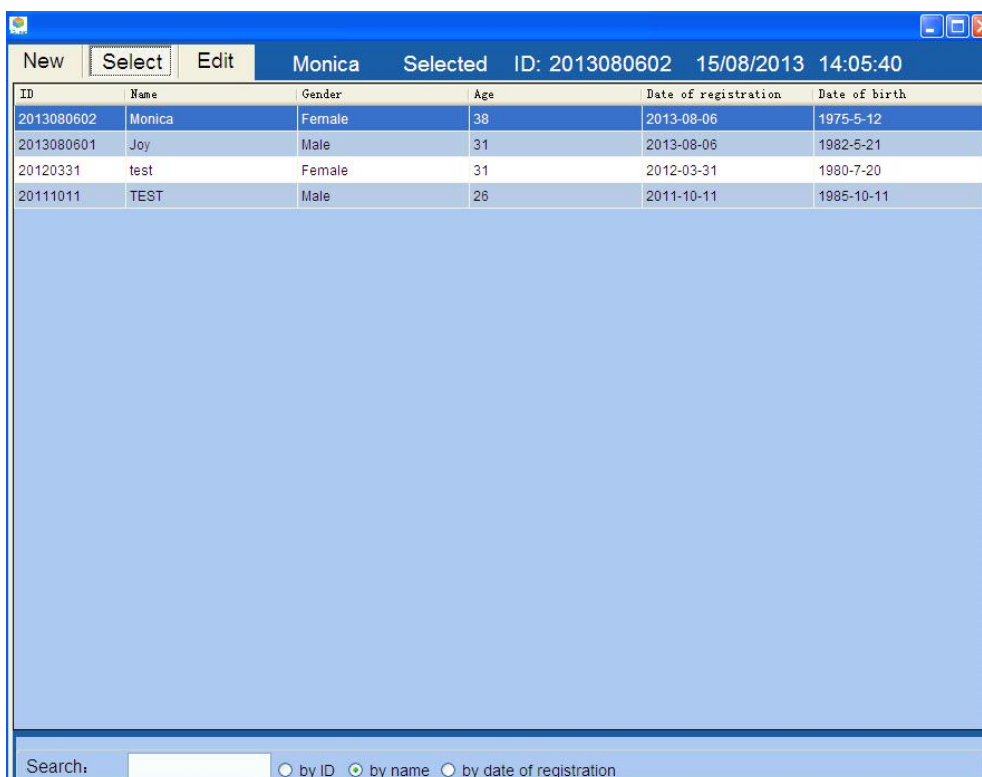 New Select Edit Monica Selected ID: 2013080602 15/08/2013 14:05:40
ID Name Gender Age Date of registration Date of birth
2013080602 Monica Female 38 2013-08-06 1975-5-12
2013080601 Joy Male 31 2013-08-06 1982-5-21
20120331 test Female 31 2012-03-31 1980-7-20
20111011 TEST Male 26 2011-10-11 1985-10-11
Search: by ID by name by date of registration